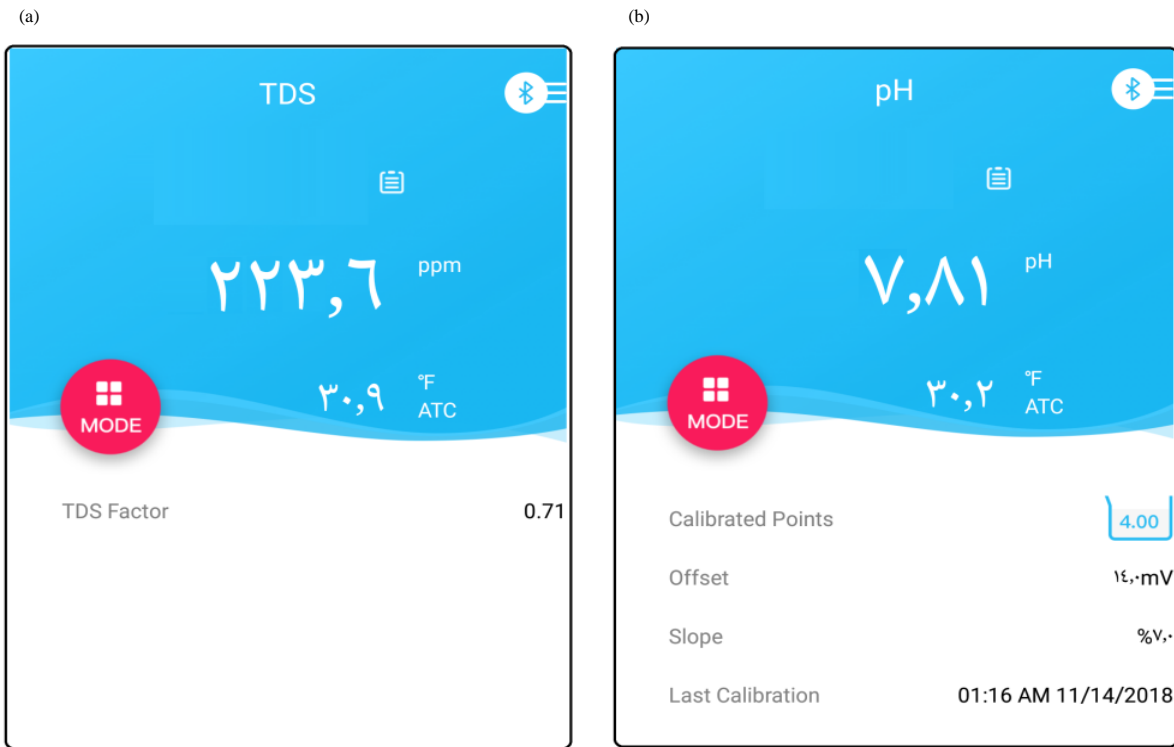 (a)
TDS
٢٢٣,٦ ppm
٣٠,٩ °F
ATC
MODE
TDS Factor 0.71
(b)
pH
٧,٨١ pH
٣٠,٢ °F
ATC
MODE
Calibrated Points 4.00
Offset ١٤,٠mV
Slope %٧,٠
Last Calibration 01:16 AM 11/14/2018